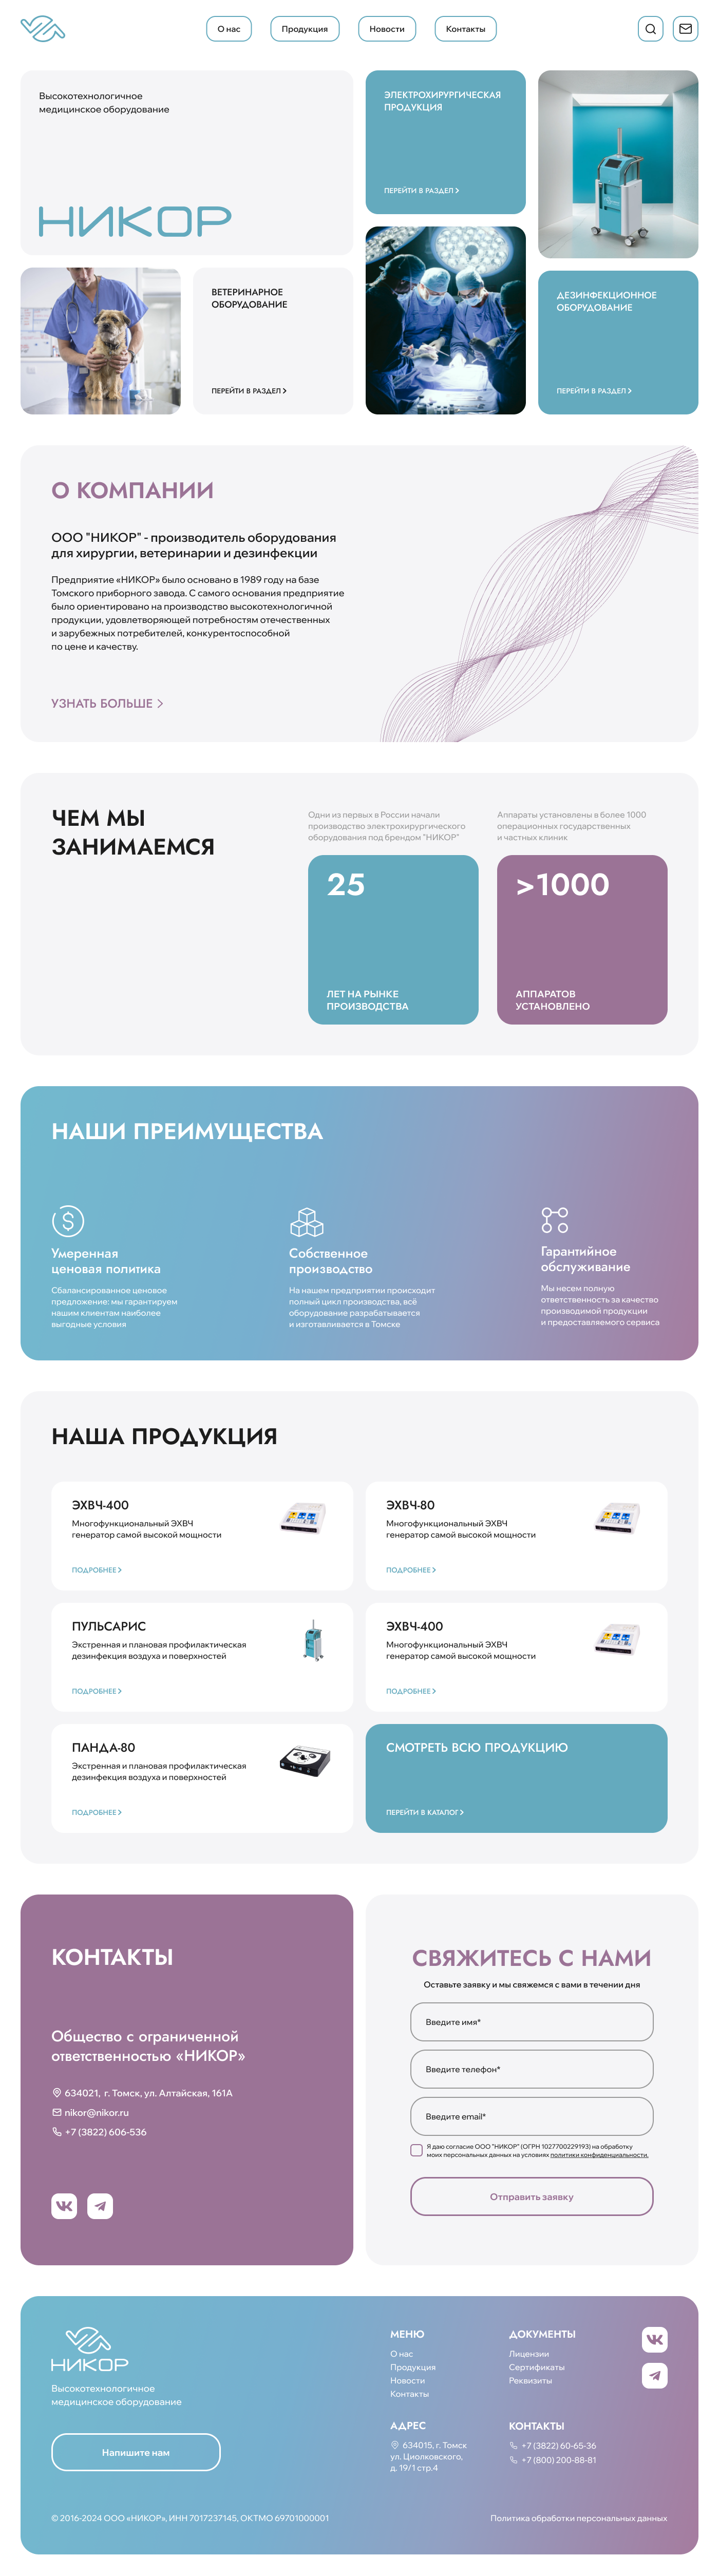 О нас
Продукция
Новости
Контакты
Высокотехнологичное
медицинское оборудование
НИКОР
ЭЛЕКТРОХИРУРГИЧЕСКАЯ
ПРОДУКЦИЯ
ПЕРЕЙТИ В РАЗДЕЛ
ВЕТЕРИНАРНОЕ
ОБОРУДОВАНИЕ
ПЕРЕЙТИ В РАЗДЕЛ
ДЕЗИНФЕКЦИОННОЕ
ОБОРУДОВАНИЕ
ПЕРЕЙТИ В РАЗДЕЛ
О КОМПАНИИ
ООО "НИКОР" - производитель оборудования
для хирургии, ветеринарии и дезинфекции
Предприятие «НИКОР» было основано в 1989 году на базе
Томского приборного завода. С самого основания предприятие
было ориентировано на производство высокотехнологичной
продукции, удовлетворяющей потребностям отечественных
и зарубежных потребителей, конкурентоспособной
по цене и качеству.
УЗНАТЬ БОЛЬШЕ
ЧЕМ МЫ
ЗАНИМАЕМСЯ
Одни из первых в России начали
производство электрохирургического
оборудования под брендом "НИКОР"
25
ЛЕТ НА РЫНКЕ
ПРОИЗВОДСТВА
Аппараты установлены в более 1000
операционных государственных
и частных клиник
>1000
АППАРАТОВ
УСТАНОВЛЕНО
НАШИ ПРЕИМУЩЕСТВА
Умеренная
ценовая политика
Сбалансированное ценовое
предложение: мы гарантируем
нашим клиентам наиболее
выгодные условия
Собственное
производство
На нашем предприятии происходит
полный цикл производства, всё
оборудование разрабатывается
и изготавливается в Томске
Гарантийное
обслуживание
Мы несем полную
ответственность за качество
производимой продукции
и предоставляемого сервиса
НАША ПРОДУКЦИЯ
ЭХВЧ-400
Многофункциональный ЭХВЧ
генератор самой высокой мощности
ПОДРОБНЕЕ
ЭХВЧ-80
Многофункциональный ЭХВЧ
генератор самой высокой мощности
ПОДРОБНЕЕ
ПУЛЬСАРИС
Экстренная и плановая профилактическая
дезинфекция воздуха и поверхностей
ПОДРОБНЕЕ
ЭХВЧ-400
Многофункциональный ЭХВЧ
генератор самой высокой мощности
ПОДРОБНЕЕ
ПАНДА-80
Экстренная и плановая профилактическая
дезинфекция воздуха и поверхностей
ПОДРОБНЕЕ
СМОТРЕТЬ ВСЮ ПРОДУКЦИЮ
ПЕРЕЙТИ В КАТАЛОГ
КОНТАКТЫ
Общество с ограниченной
ответственностью «НИКОР»
634021, г. Томск, ул. Алтайская, 161А
nikor@nikor.ru
+7 (3822) 606-536
СВЯЖИТЕСЬ С НАМИ
Оставьте заявку и мы свяжемся с вами в течении дня
Введите имя*
Введите телефон*
Введите email*
Я даю согласие ООО "НИКОР" (ОГРН 1027700229193) на обработку
моих персональных данных на условиях политики конфиденциальности.
Отправить заявку
НИКОР
Высокотехнологичное
медицинское оборудование
Напишите нам
МЕНЮ
О нас
Продукция
Новости
Контакты
ДОКУМЕНТЫ
Лицензии
Сертификаты
Реквизиты
АДРЕС
634015, г. Томск
ул. Циолковского,
д. 19/1 стр.4
КОНТАКТЫ
+7 (3822) 60-65-36
+7 (800) 200-88-81
© 2016-2024 ООО «НИКОР», ИНН 7017237145, ОКТМО 69701000001
Политика обработки персональных данных